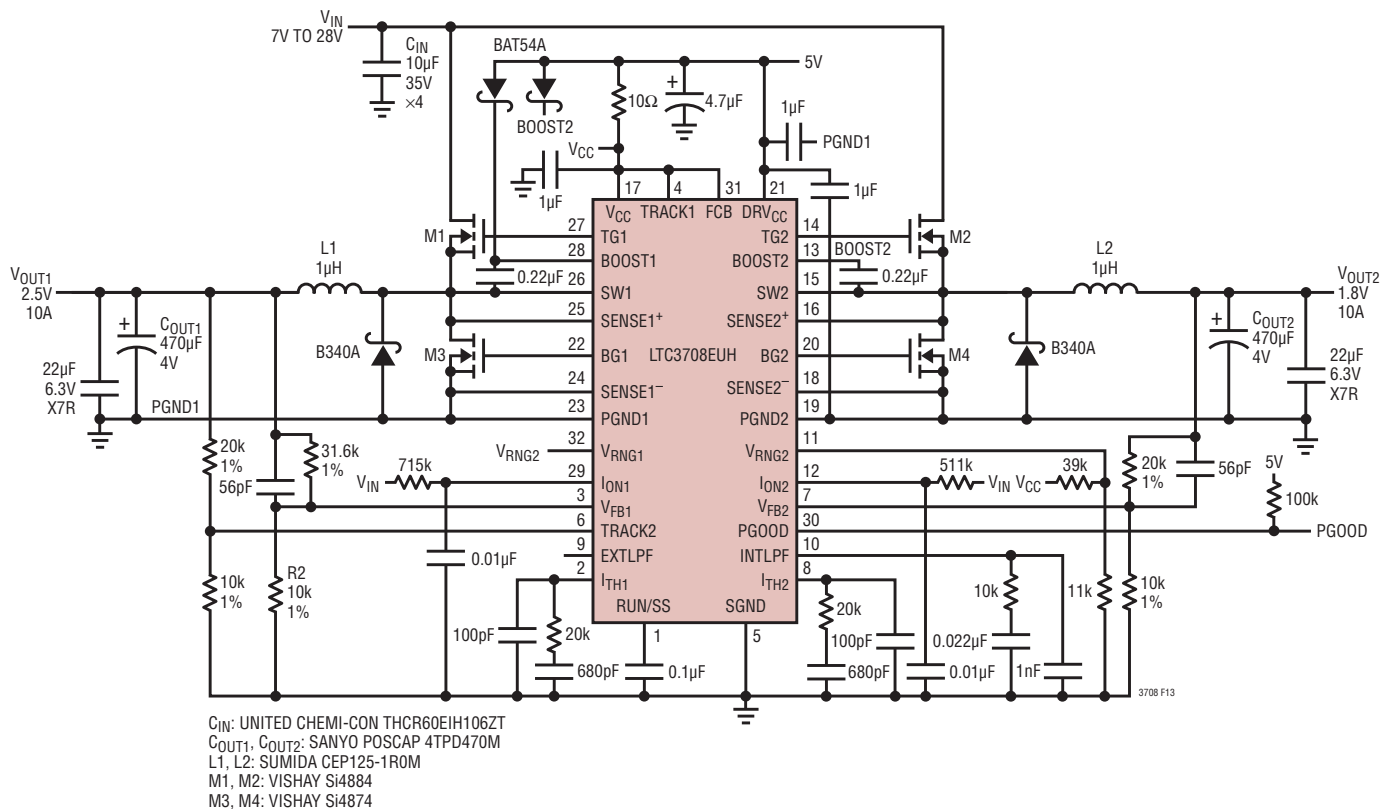 VIN
7V TO 28V
CIN
10µF
35V
×4
BAT54A
BOOST2
10Ω
+
4.7µF
5V
1µF
PGND1
VCC
1µF
1µF
17
4
31
21
VCC
TRACK1
FCB
DRVCC
M1
27
TG1
28
BOOST1
0.22µF
26
SW1
25
SENSE1+
M3
22
BG1
24
SENSE1−
23
PGND1
32
VRNG1
29
ION1
3
VFB1
6
TRACK2
9
EXTLPF
2
ITH1
RUN/SS
SGND
1
5
LTC3708EUH
TG2
14
M2
BOOST2
13
BOOST2
0.22µF
SW2
15
SENSE2+
16
BG2
20
M4
SENSE2−
18
PGND2
19
VRNG2
11
ION2
12
VFB2
7
PGOOD
30
INTLPF
10
ITH2
8
L1
1µH
VOUT1
2.5V
10A
+
COUT1
470µF
4V
22µF
6.3V
X7R
B340A
PGND1
20k
1%
31.6k
1%
56pF
VRNG2
VIN
715k
0.01µF
10k
1%
R2
10k
1%
100pF
20k
680pF
0.1µF
L2
1µH
VOUT2
1.8V
10A
B340A
+
COUT2
470µF
4V
22µF
6.3V
X7R
511k
VIN
VCC
39k
20k
1%
56pF
5V
100k
PGOOD
20k
100pF
680pF
10k
0.022µF
0.01µF
1nF
11k
10k
1%
3708 F13
CIN: UNITED CHEMI-CON THCR60EIH106ZT
COUT1, COUT2: SANYO POSCAP 4TPD470M
L1, L2: SUMIDA CEP125-1R0M
M1, M2: VISHAY Si4884
M3, M4: VISHAY Si4874